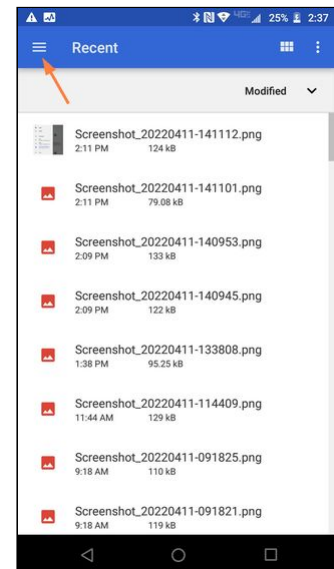 25% 2:37
Recent
Modified
Screenshot_20220411-141112.png
2:11 PM 124 kB
Screenshot_20220411-141101.png
2:11 PM 79.08 kB
Screenshot_20220411-140953.png
2:09 PM 133 kB
Screenshot_20220411-140945.png
2:09 PM 122 kB
Screenshot_20220411-133808.png
1:38 PM 95.25 kB
Screenshot_20220411-114409.png
11:44 AM 129 kB
Screenshot_20220411-091825.png
9:18 AM 110 kB
Screenshot_20220411-091821.png
9:18 AM 119 kB